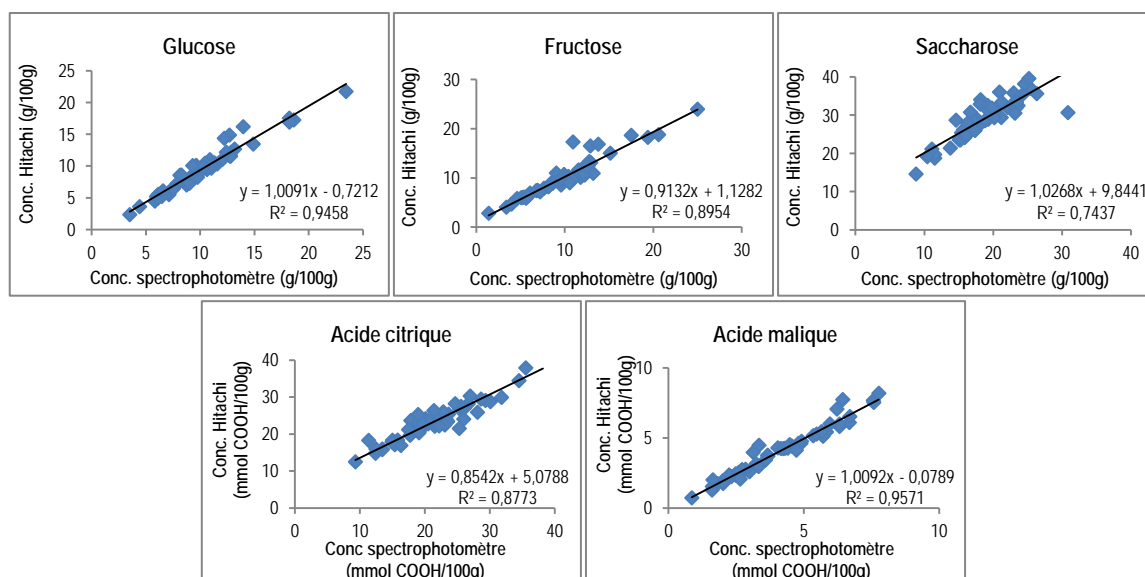 Glucose
Conc. Hitachi (g/100g)
25
20
15
10
5
0
y = 1,0091x - 0,7212
R² = 0,9458
0 5 10 15 20 25
Conc. spectrophotomètre (g/100g)
Fructose
Conc. Hitachi (g/100g)
30
20
10
0
y = 0,9132x + 1,1282
R² = 0,8954
0 10 20 30
Conc. spectrophotomètre (g/100g)
Saccharose
Conc. Hitachi (g/100g)
40
30
20
10
0
y = 1,0268x + 9,8441
R² = 0,7437
0 10 20 30 40
Conc. spectrophotomètre (g/100g)
Acide citrique
Conc. Hitachi
(mmol COOH/100g)
40
30
20
10
0
y = 0,8542x + 5,0788
R² = 0,8773
0 10 20 30 40
Conc spectrophotomètre
(mmol COOH/100g)
Acide malique
Conc. Hitachi
(mmol COOH/100g)
10
5
0
y = 1,0092x - 0,0789
R² = 0,9571
0 5 10
Conc. spectrophotomètre
(mmol COOH/100g)